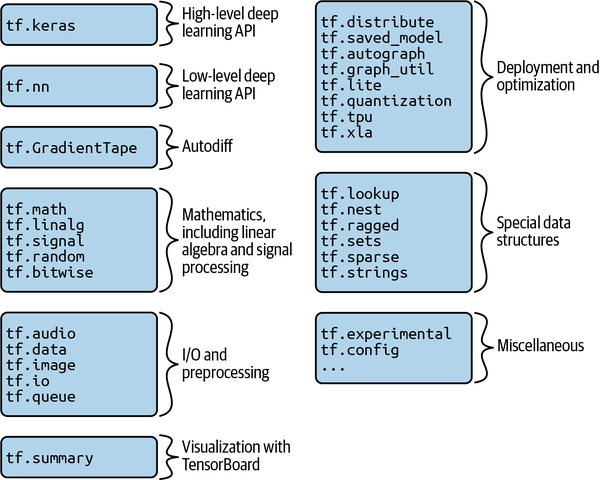 tf.keras
High-level deep
learning API
tf.nn
Low-level deep
learning API
tf.GradientTape
Autodiff
tf.math
tf.linalg
tf.signal
tf.random
tf.bitwise
Mathematics,
including linear
algebra and signal
processing
tf.audio
tf.data
tf.image
tf.io
tf.queue
I/O and
preprocessing
tf.summary
Visualization with
TensorBoard
tf.distribute
tf.saved_model
tf.autograph
tf.graph_util
tf.lite
tf.quantization
tf.tpu
tf.xla
Deployment and
optimization
tf.lookup
tf.nest
tf.ragged
tf.sets
tf.sparse
tf.strings
Special data
structures
tf.experimental
tf.config
...
Miscellaneous